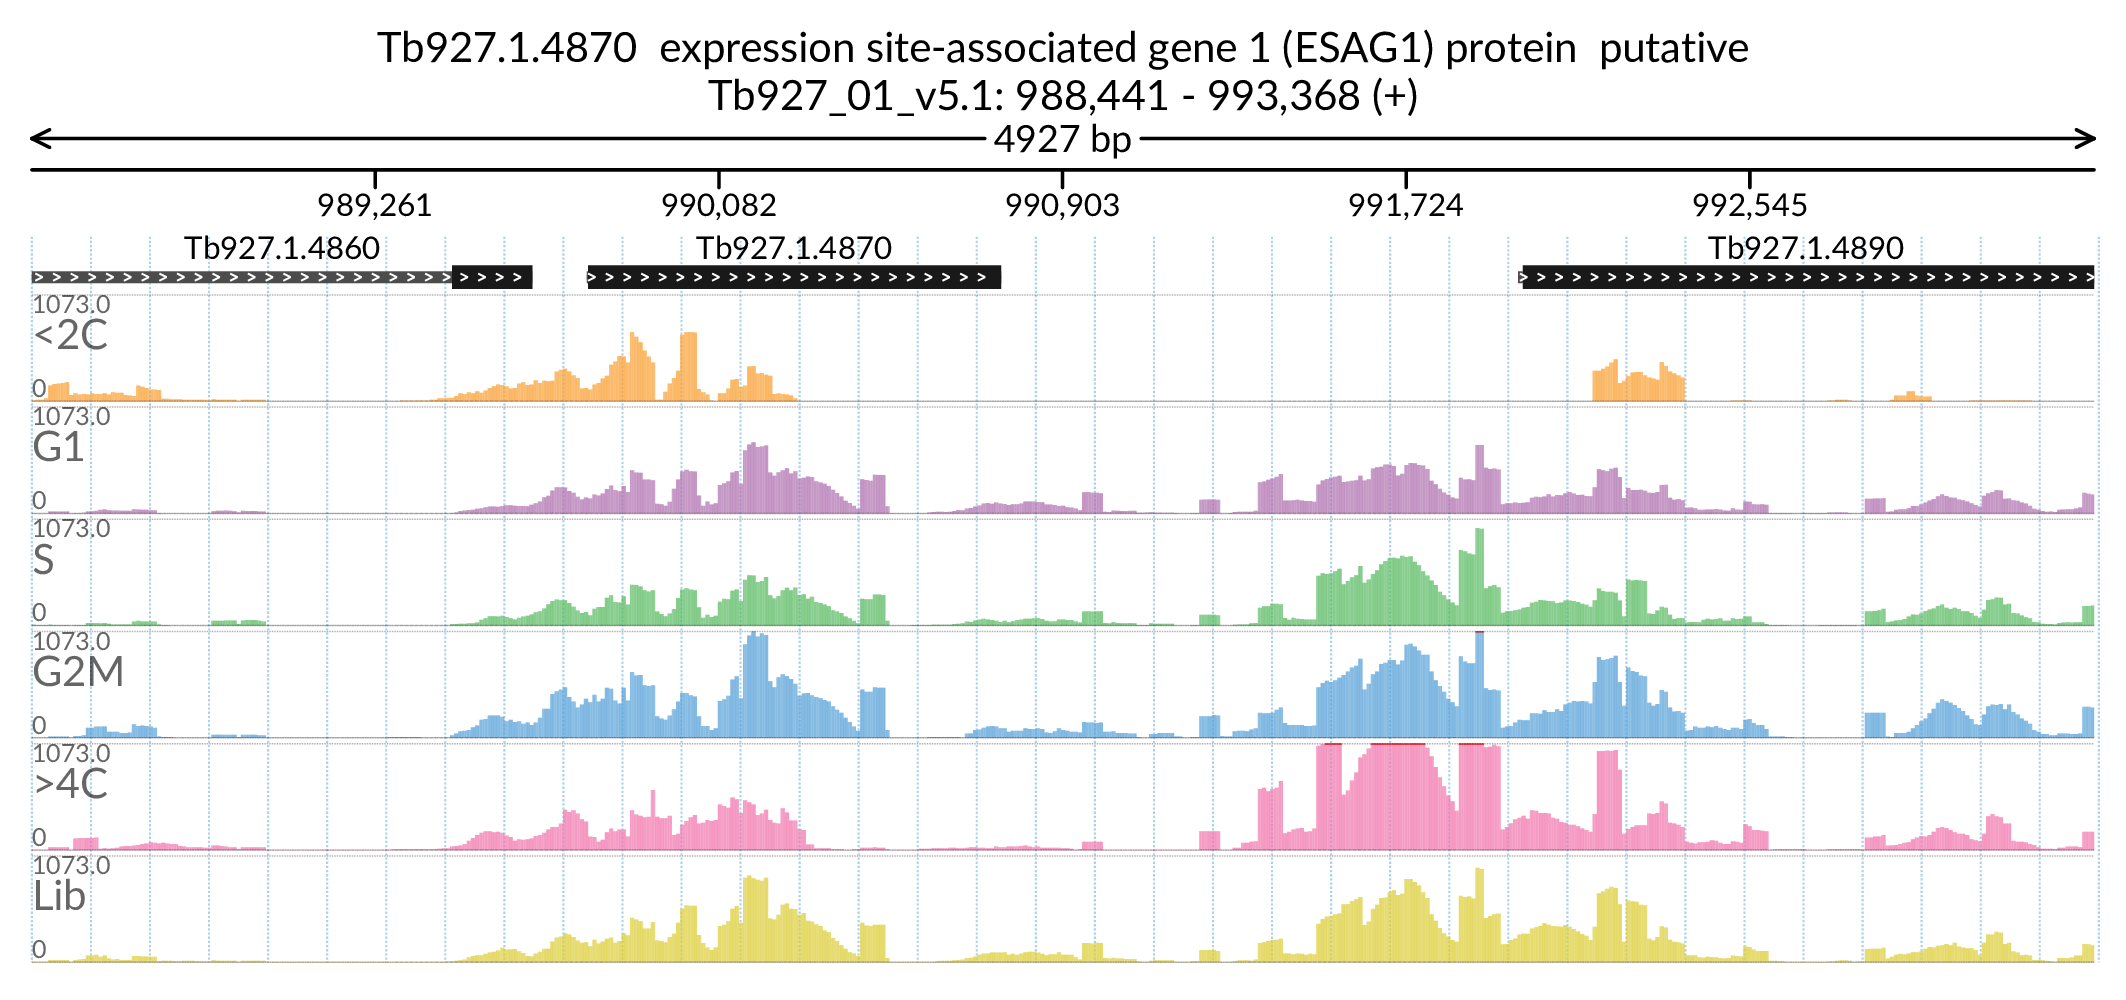 Tb927.1.4870  expression site-associated gene 1 (ESAG1) protein  putative
Tb927_01_v5.1: 988,441 - 993,368 (+)
4927 bp
989,261 990,082 990,903 991,724 992,545
Tb927.1.4860 Tb927.1.4870 Tb927.1.4890
1073.0
<2C
0
1073.0
G1
0
1073.0
S
0
1073.0
G2M
0
1073.0
>4C
0
1073.0
Lib
0